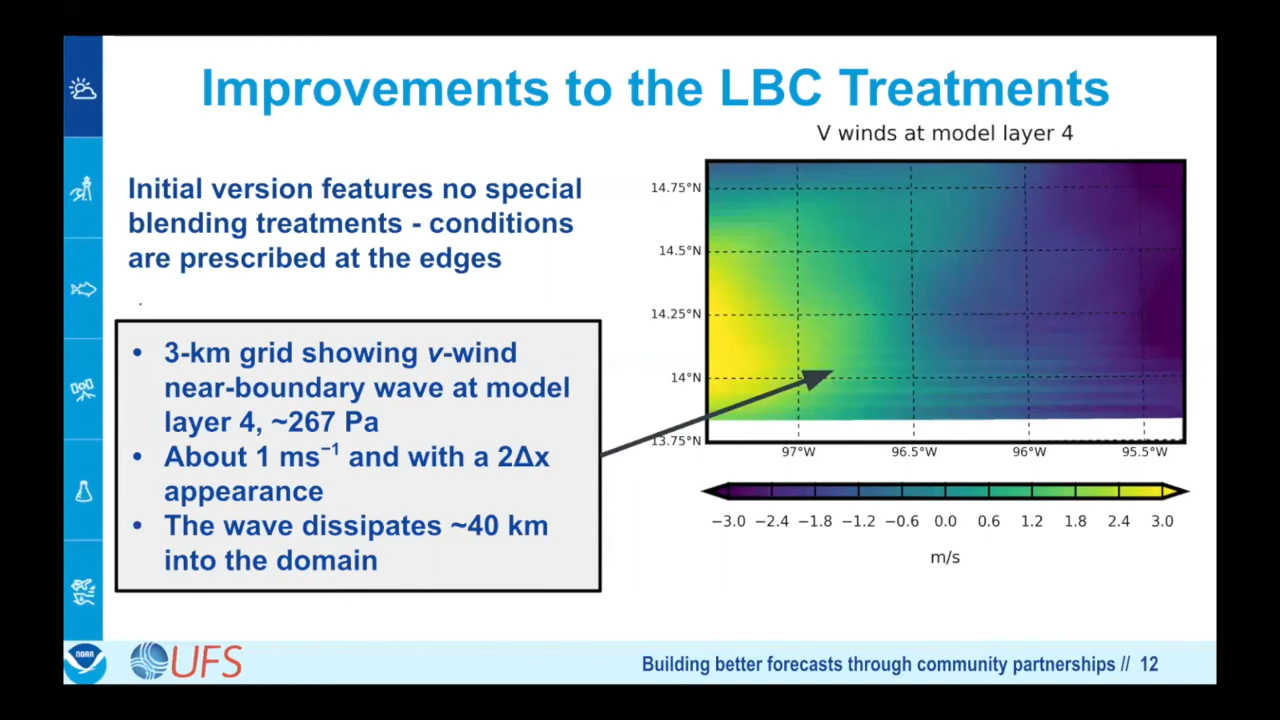 Improvements to the LBC Treatments
Initial version features no special
blending treatments - conditions
are prescribed at the edges
• 3-km grid showing v-wind
near-boundary wave at model
layer 4, ~267 Pa
• About 1 ms⁻¹ and with a 2Δx
appearance
• The wave dissipates ~40 km
into the domain
V winds at model layer 4
14.75°N
14.5°N
14.25°N
14°N
13.75°N
97°W 96.5°W 96°W 95.5°W
−3.0 −2.4 −1.8 −1.2 −0.6 0.0 0.6 1.2 1.8 2.4 3.0
m/s
NOAA
UFS
Building better forecasts through community partnerships // 12